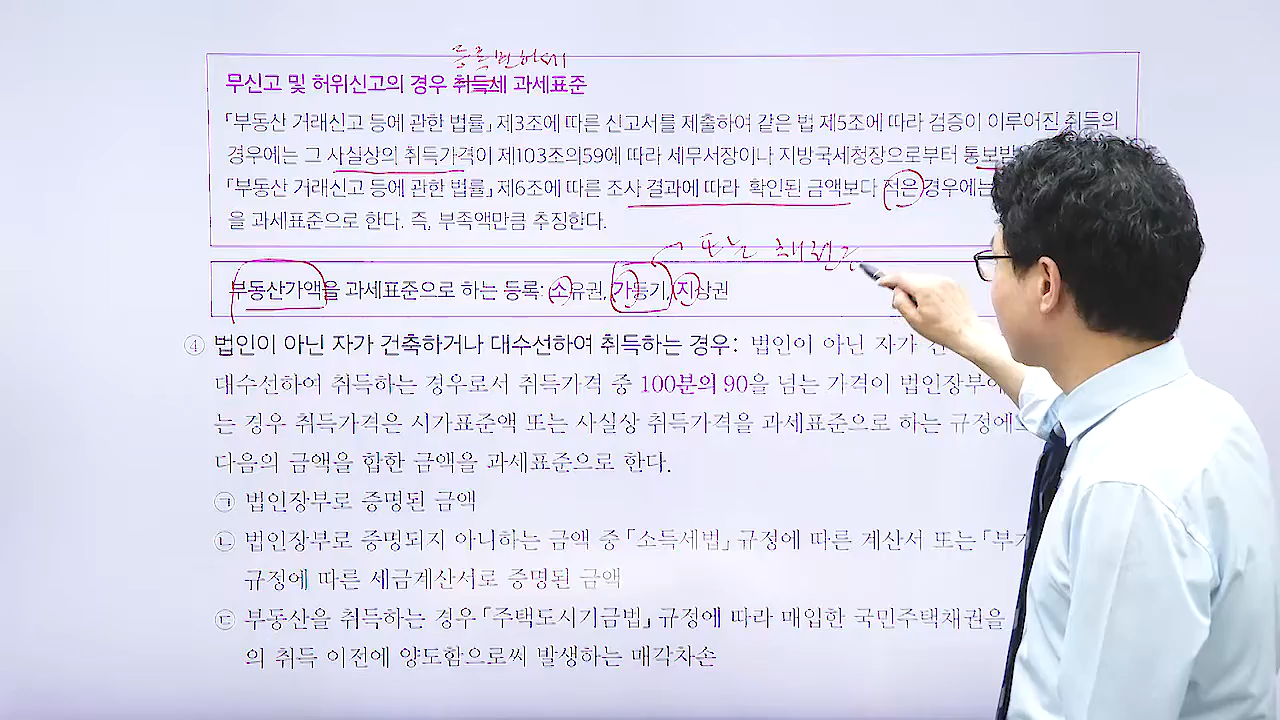 등록면허세
무신고 및 허위신고의 경우 취득세 과세표준
「부동산 거래신고 등에 관한 법률」 제3조에 따른 신고서를 제출하여 같은 법 제5조에 따라 검증이 이루어진 취득의
경우에는 그 사실상의 취득가격이 제103조의59에 따라 세무서장이나 지방국세청장으로부터 통보받
「부동산 거래신고 등에 관한 법률」 제6조에 따른 조사 결과에 따라 확인된 금액보다 적은 경우에는
을 과세표준으로 한다. 즉, 부족액만큼 추징한다.
또는 채권
부동산가액을 과세표준으로 하는 등록: 소유권, 가등기, 지상권
④ 법인이 아닌 자가 건축하거나 대수선하여 취득하는 경우: 법인이 아닌 자가 건
대수선하여 취득하는 경우로서 취득가격 중 100분의 90을 넘는 가격이 법인장부에
는 경우 취득가격은 시가표준액 또는 사실상 취득가격을 과세표준으로 하는 규정에도
다음의 금액을 합한 금액을 과세표준으로 한다.
㉠ 법인장부로 증명된 금액
㉡ 법인장부로 증명되지 아니하는 금액 중 「소득세법」 규정에 따른 계산서 또는 「부가
규정에 따른 세금계산서로 증명된 금액
㉢ 부동산을 취득하는 경우 「주택도시기금법」 규정에 따라 매입한 국민주택채권을
의 취득 이전에 양도함으로써 발생하는 매각차손